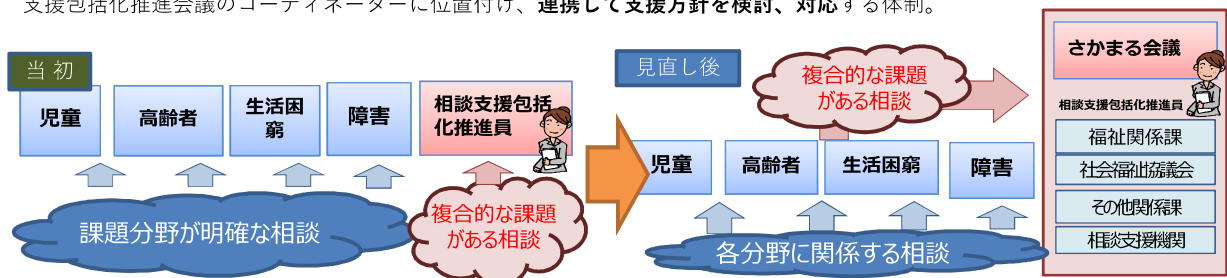 支援包括化推進会議のコーディネーターに位置付け、連携して支援方針を検討、対応する体制。
当 初
児童
高齢者
生活困
窮
障害
相談支援包括
化推進員
課題分野が明確な相談
複合的な課題
がある相談
見直し後
複合的な課題
がある相談
児童
高齢者
生活困窮
障害
各分野に関係する相談
さかまる会議
相談支援包括化推進員
福祉関係課
社会福祉協議会
その他関係課
相談支援機関